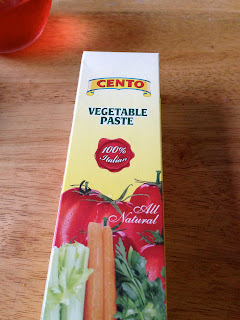 CENTO
VEGETABLE
PASTE
100%
Italian
All
Natural